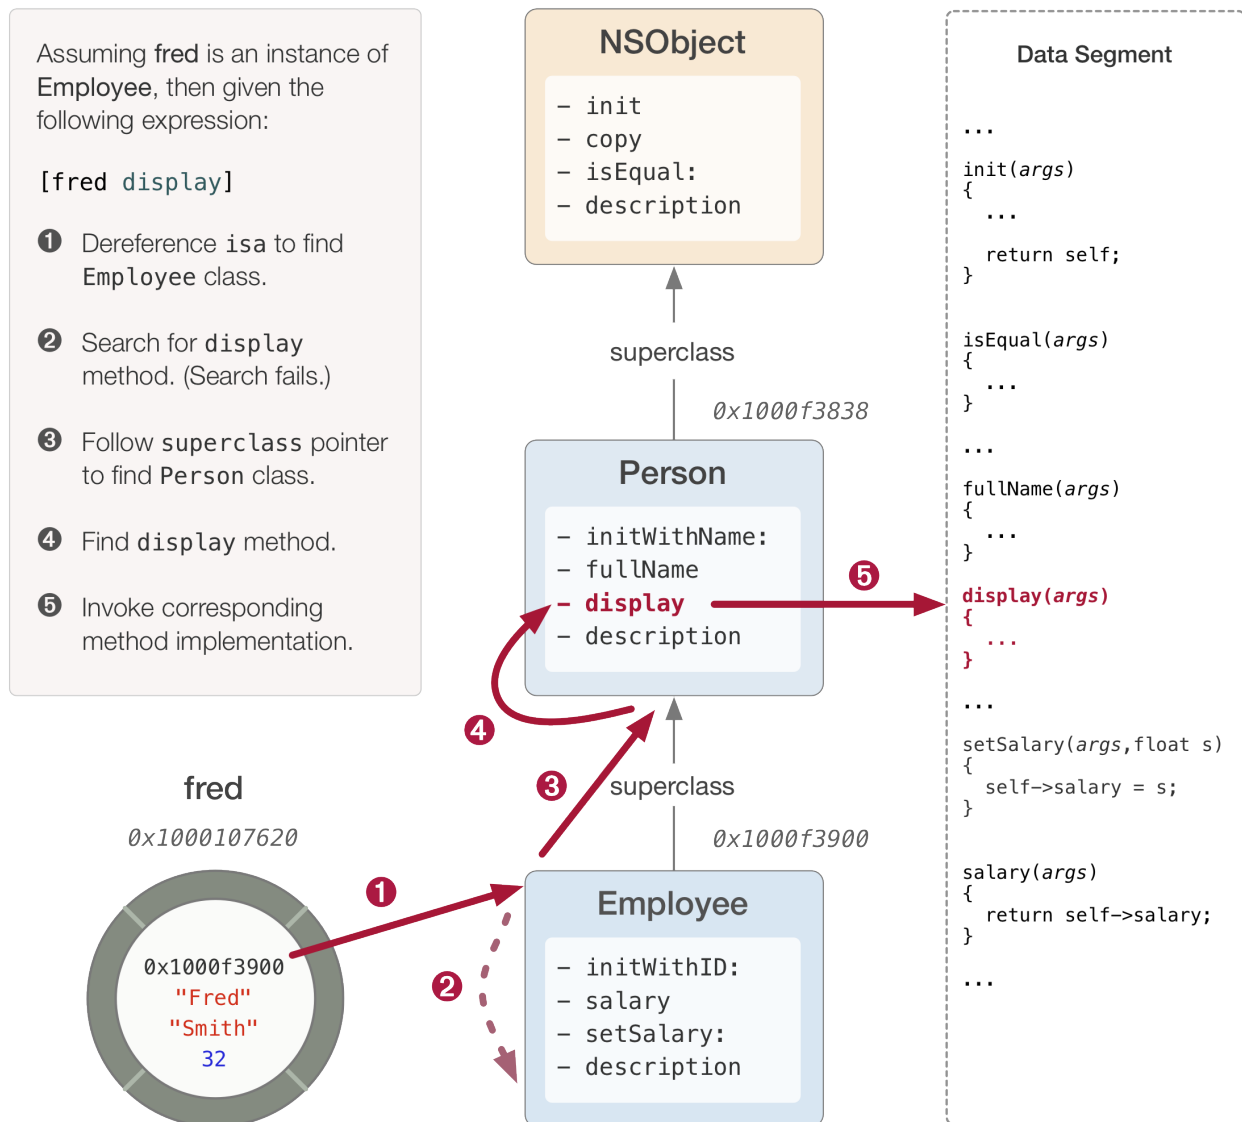 Assuming fred is an instance of
Employee, then given the
following expression:
[fred display]
❶ Dereference isa to find
Employee class.
❷ Search for display
method. (Search fails.)
❸ Follow superclass pointer
to find Person class.
❹ Find display method.
❺ Invoke corresponding
method implementation.
NSObject
– init
– copy
– isEqual:
– description
superclass
0x1000f3838
Person
– initWithName:
– fullName
– display
– description
❺
❹
❸
superclass
0x1000f3900
fred
0x1000107620
❶
0x1000f3900
"Fred"
"Smith"
32
❷
Employee
– initWithID:
– salary
– setSalary:
– description
Data Segment
...
init(args)
{
...
return self;
}
isEqual(args)
{
...
}
...
fullName(args)
{
...
}
display(args)
{
...
}
...
setSalary(args,float s)
{
self->salary = s;
}
salary(args)
{
return self->salary;
}
...